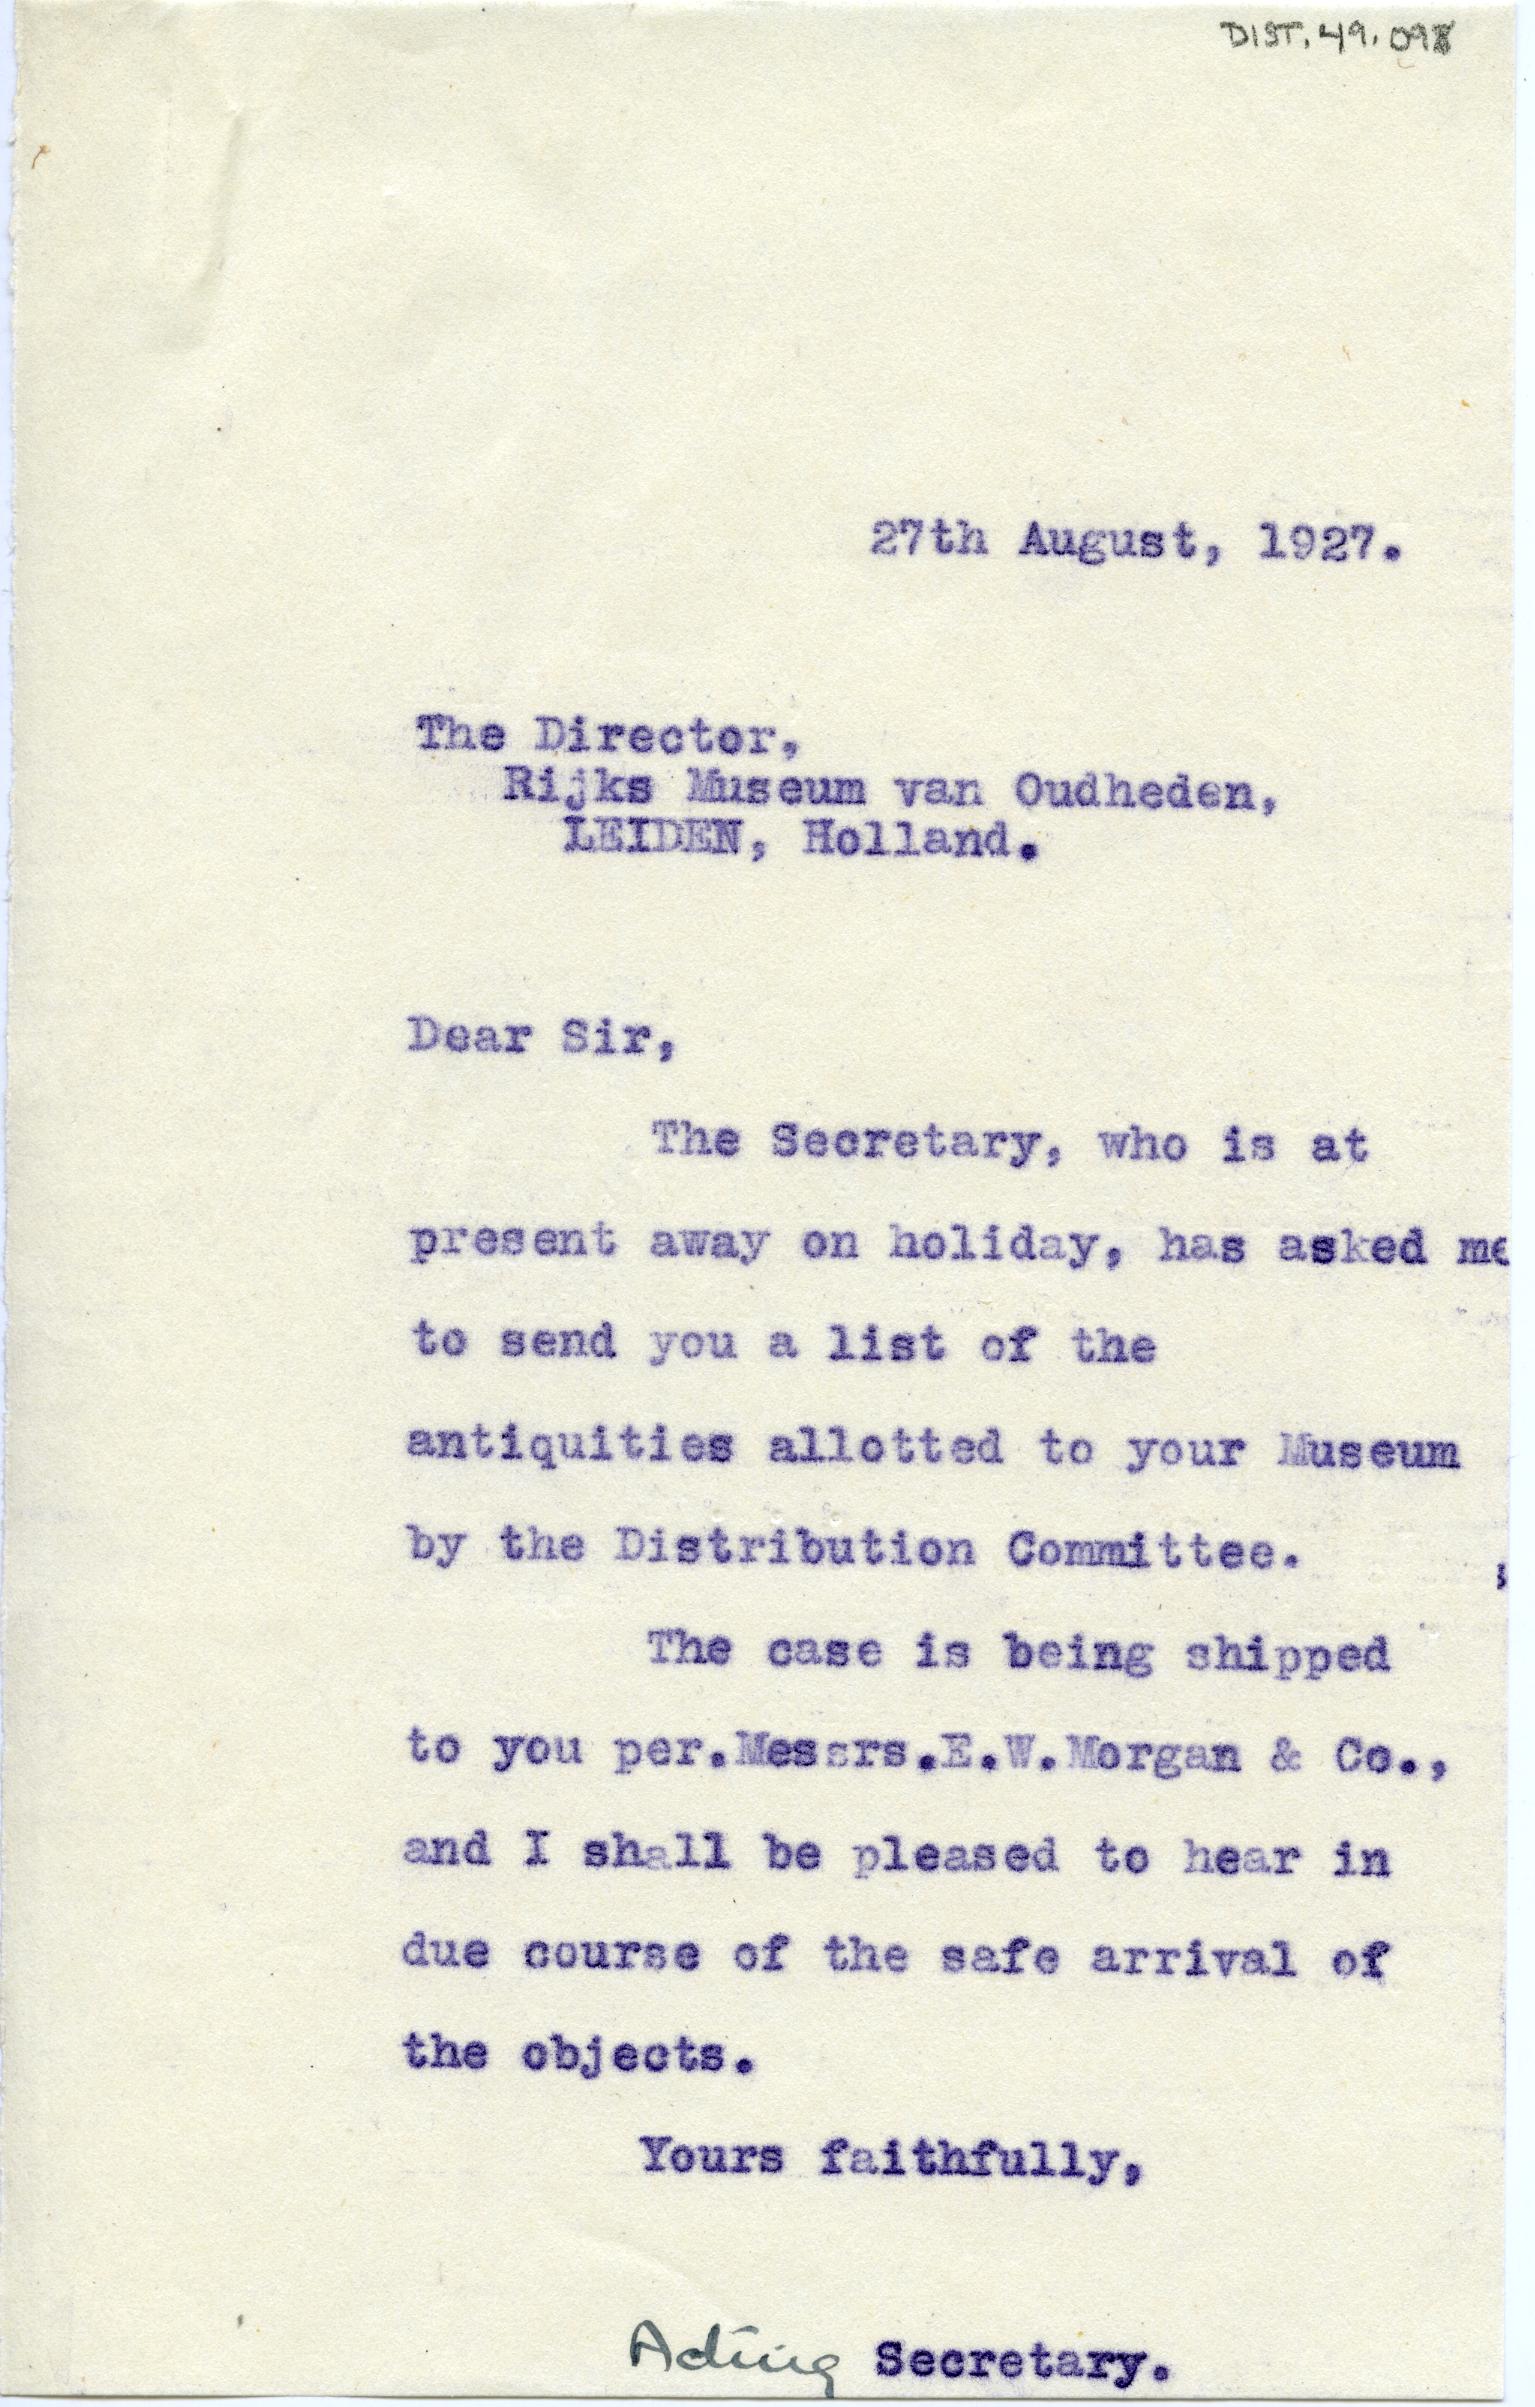 DIST.49.098
27th August, 1927.
The Director,
Rijks Museum van Oudheden,
LEIDEN, Holland.
Dear Sir,
The Secretary, who is at
present away on holiday, has asked me
to send you a list of the
antiquities allotted to your Museum
by the Distribution Committee.
The case is being shipped
to you per.Messrs.E.W.Morgan & Co.,
and I shall be pleased to hear in
due course of the safe arrival of
the objects.
Yours faithfully,
Acting Secretary.